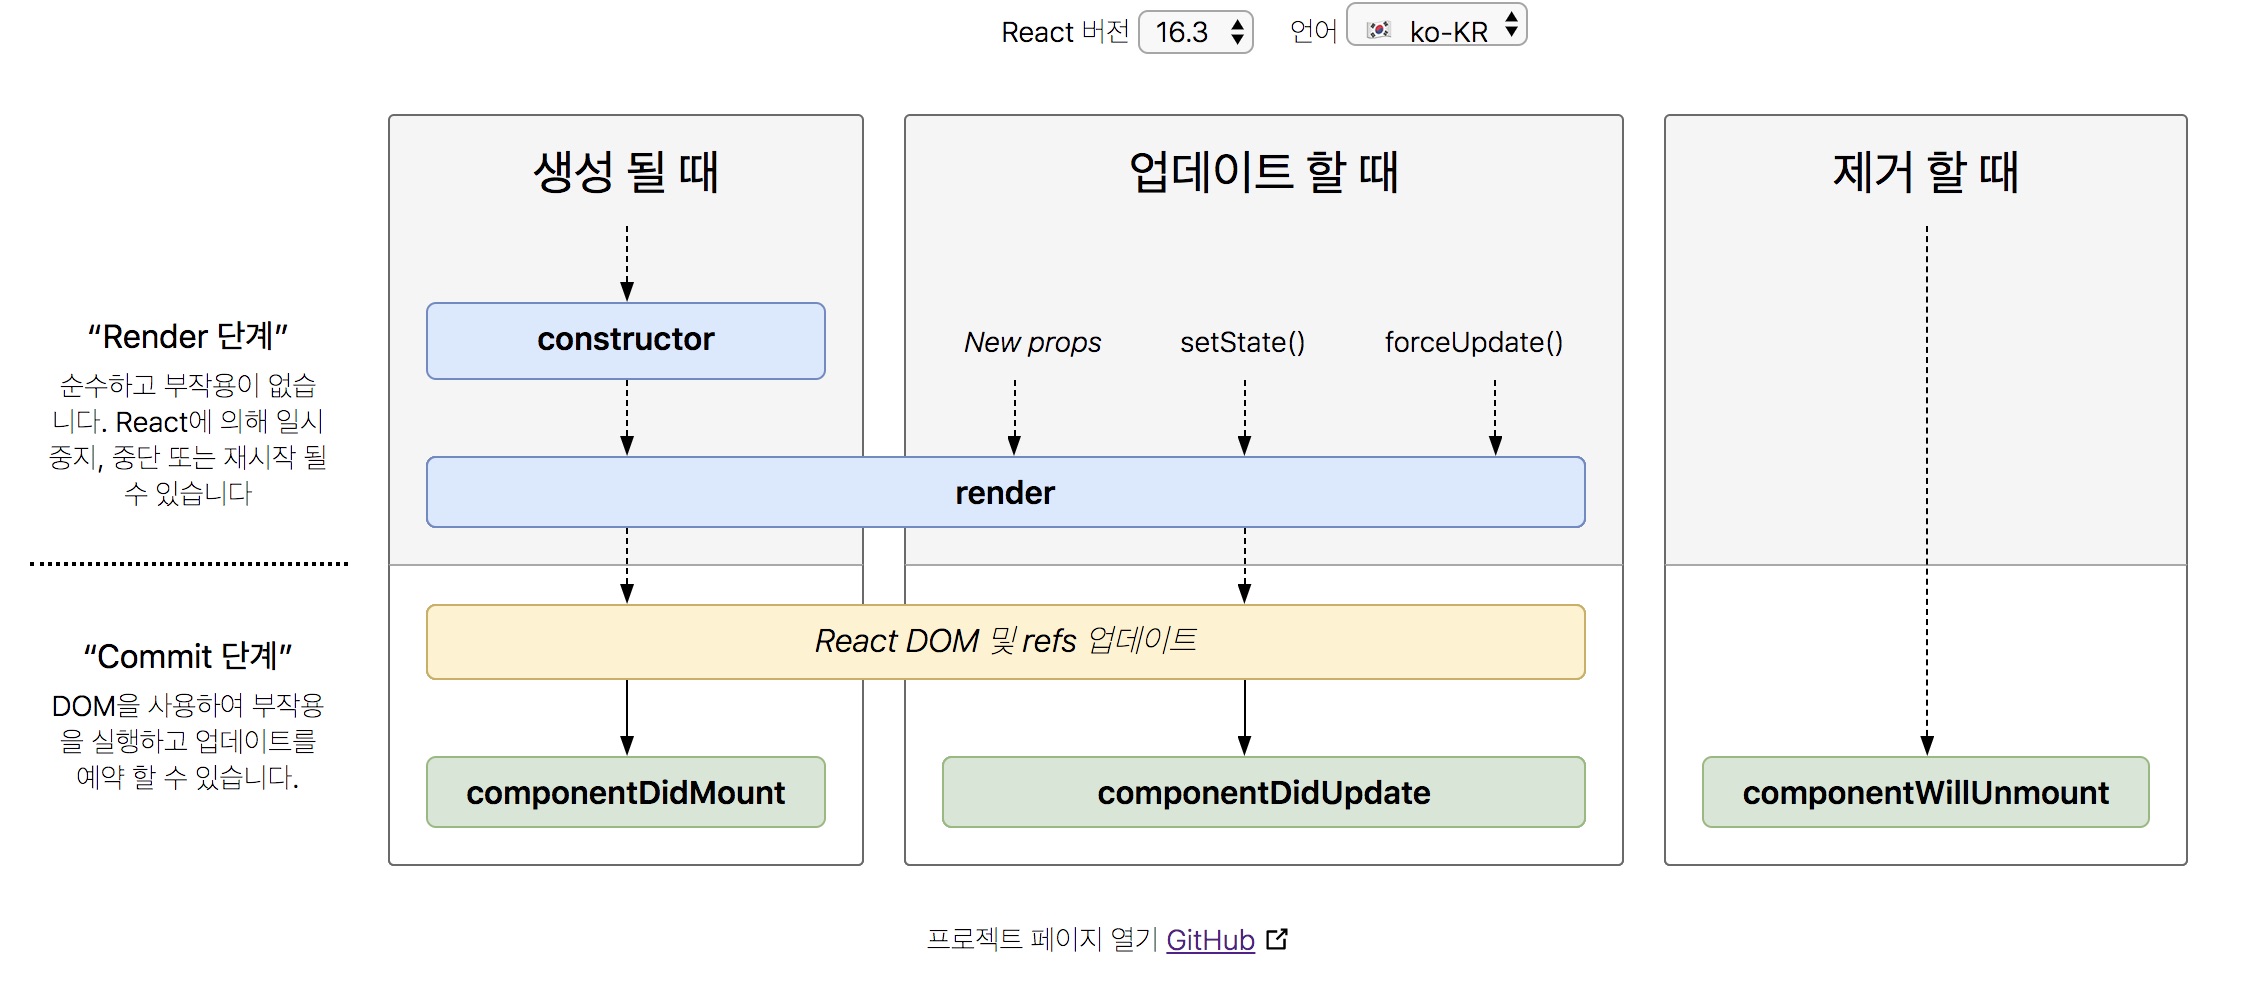 React 버전 16.3 언어 🇰🇷 ko-KR
생성 될 때
업데이트 할 때
제거 할 때
“Render 단계”
순수하고 부작용이 없습
니다. React에 의해 일시
중지, 중단 또는 재시작 될
수 있습니다
constructor
New props
setState()
forceUpdate()
render
“Commit 단계”
DOM을 사용하여 부작용
을 실행하고 업데이트를
예약 할 수 있습니다.
React DOM 및 refs 업데이트
componentDidMount
componentDidUpdate
componentWillUnmount
프로젝트 페이지 열기 GitHub